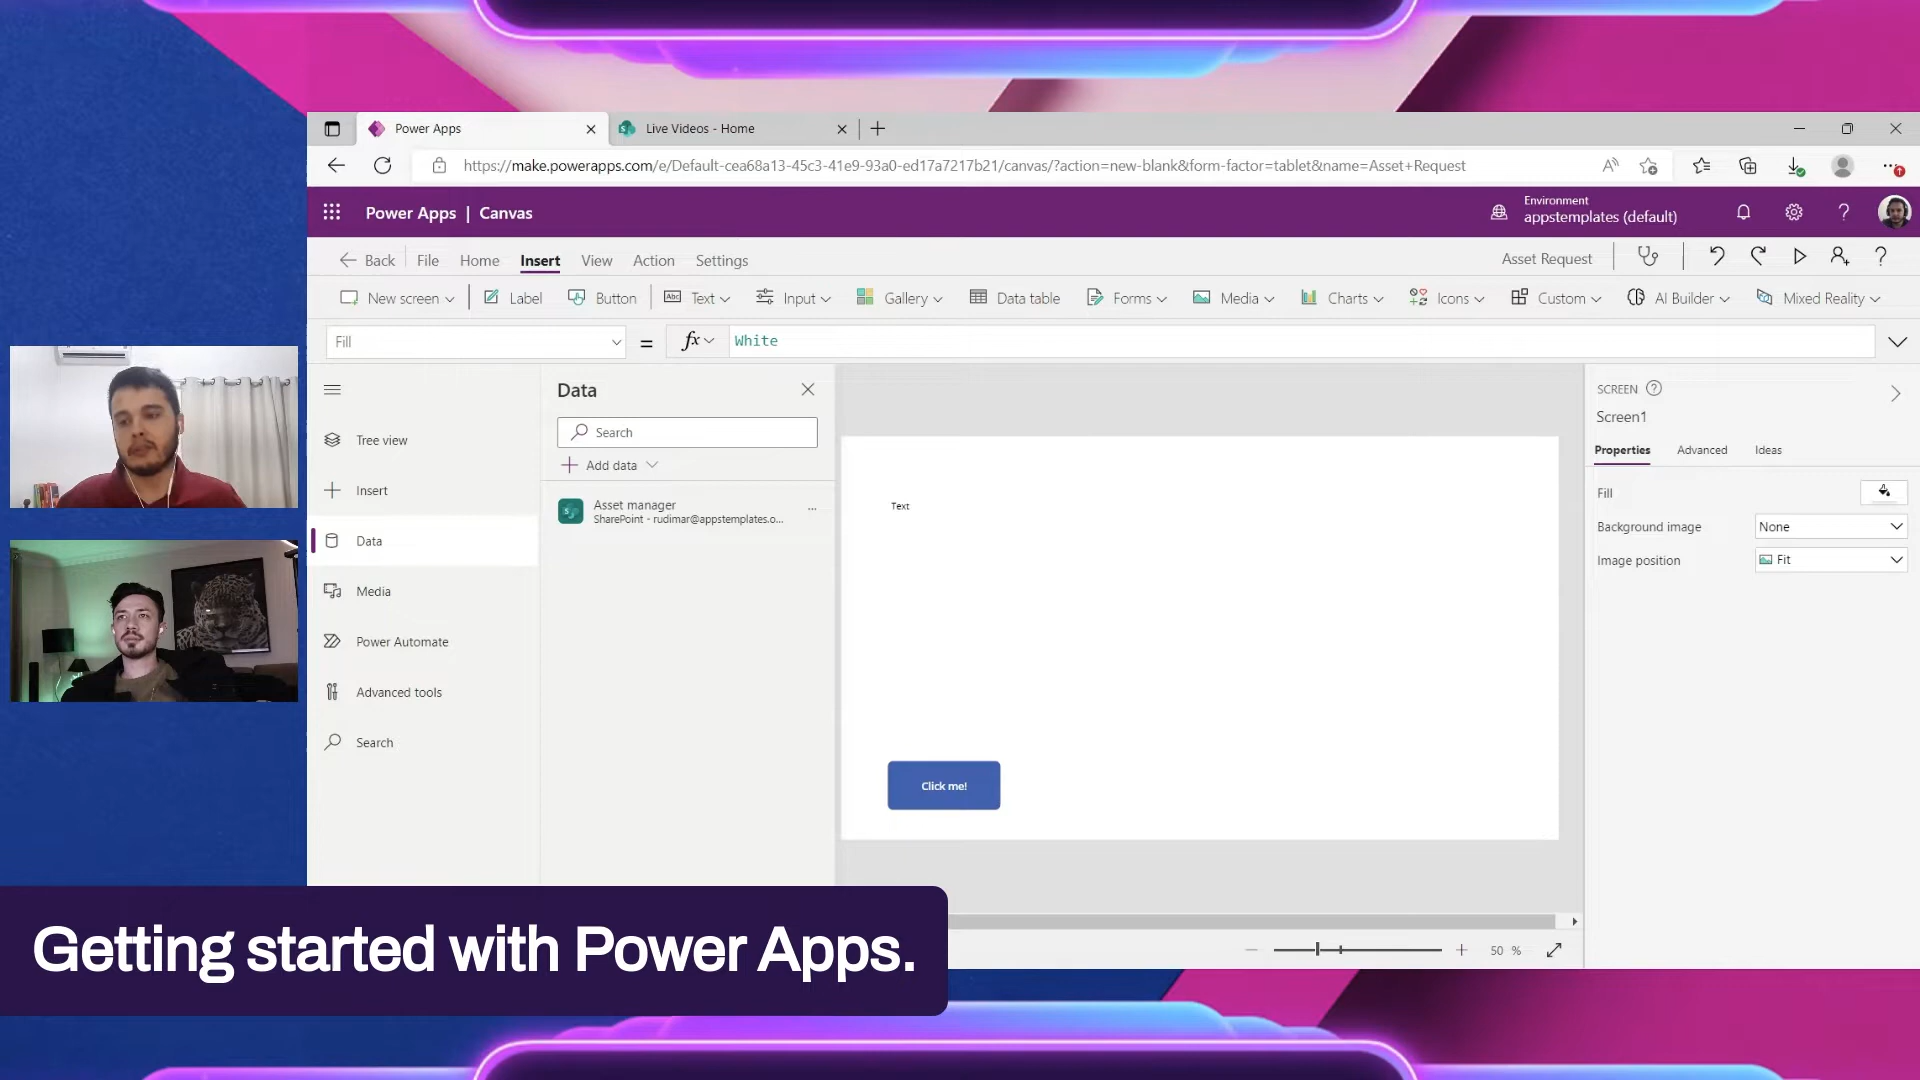 Power Apps
Live Videos - Home
https://make.powerapps.com/e/Default-cea68a13-45c3-41e9-93a0-ed17a7217b21/canvas/?action=new-blank&form-factor=tablet&name=Asset+Request
Power Apps | Canvas
Environment
appstemplates (default)
Back File Home Insert View Action Settings
Asset Request
New screen Label Button Text Input Gallery Data table Forms Media Charts Icons Custom AI Builder Mixed Reality
Fill = fx White
Tree view
Insert
Data
Media
Power Automate
Advanced tools
Search
Data
Search
Add data
Asset manager
SharePoint - rudimar@appstemplates.o...
Text
Click me!
SCREEN
Screen1
Properties Advanced Ideas
Fill
Background image None
Image position Fit
50 %
Getting started with Power Apps.